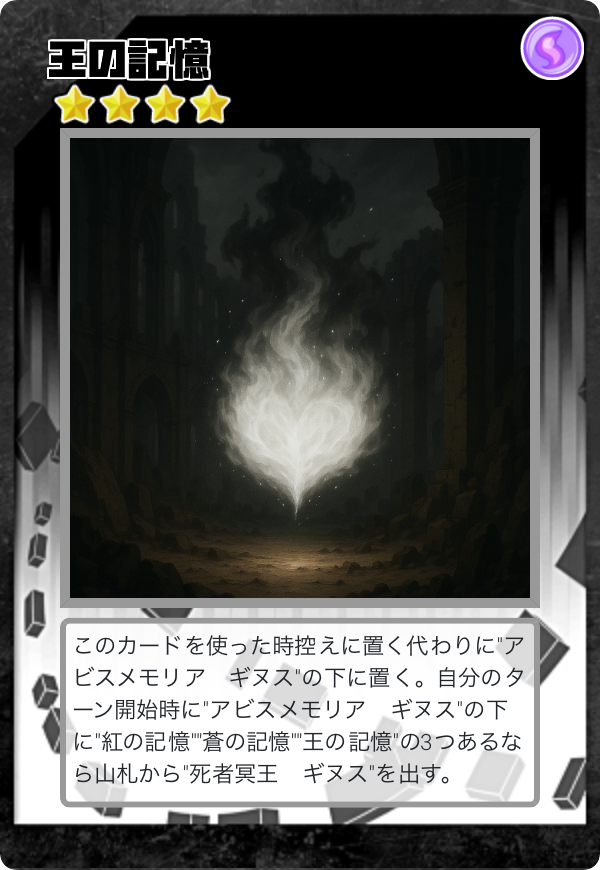 王の記憶
このカードを使った時控えに置く代わりに"ア
ビスメモリア　ギヌス"の下に置く。自分のタ
ーン開始時に"アビスメモリア　ギヌス"の下
に"紅の記憶""蒼の記憶""王の記憶"の3つあるな
ら山札から"死者冥王　ギヌス"を出す。